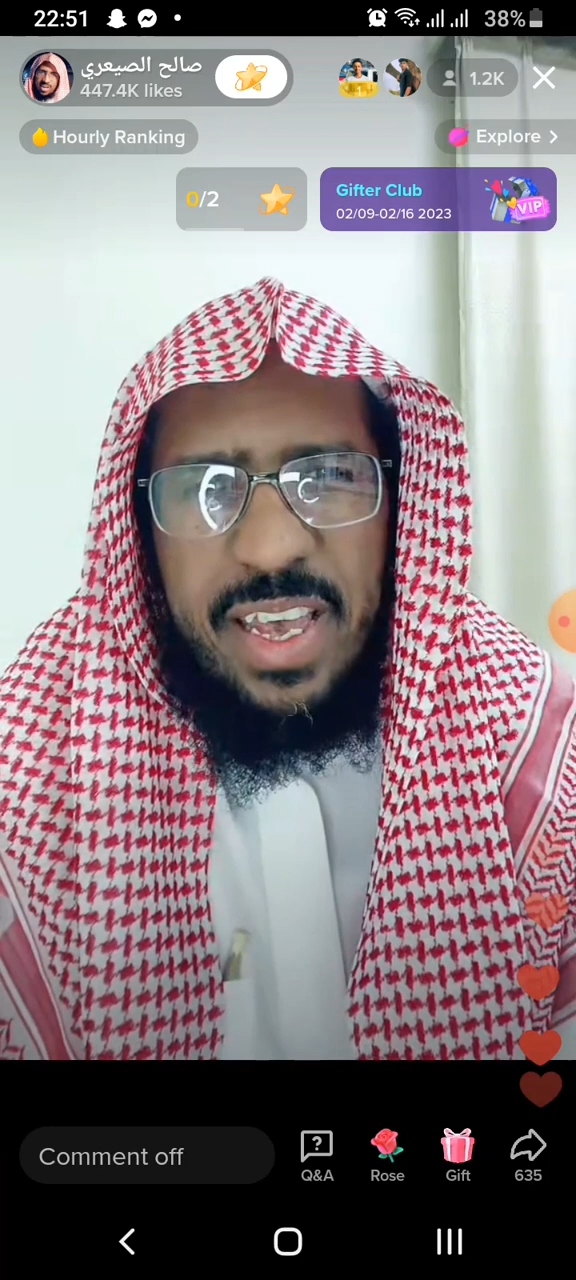 22:51
38%
صالح الصيعري
447.4K likes
1.2K
Hourly Ranking
Explore
0/2
Gifter Club
02/09-02/16 2023
VIP
Comment off
Q&A
Rose
Gift
635